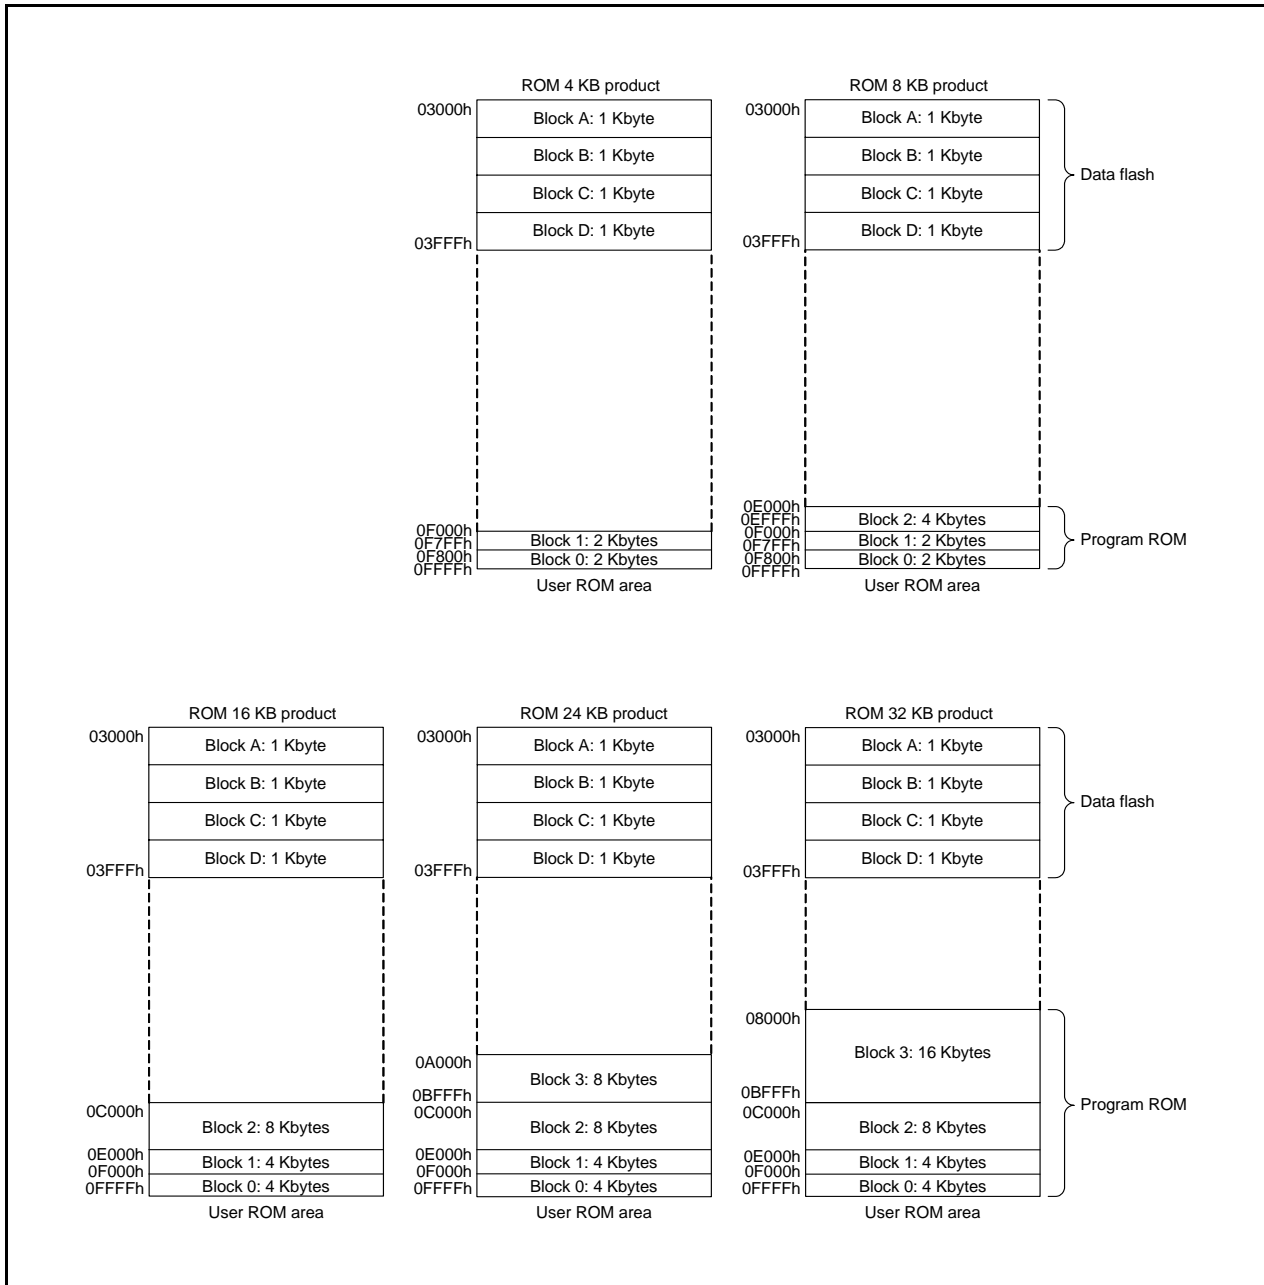 ROM 4 KB product
03000h
Block A: 1 Kbyte
Block B: 1 Kbyte
Block C: 1 Kbyte
Block D: 1 Kbyte
03FFFh
0F000h
0F7FFh
Block 1: 2 Kbytes
0F800h
0FFFFh
Block 0: 2 Kbytes
User ROM area
ROM 8 KB product
03000h
Block A: 1 Kbyte
Block B: 1 Kbyte
Block C: 1 Kbyte
Block D: 1 Kbyte
03FFFh
Data flash
0E000h
0EFFFh
Block 2: 4 Kbytes
0F000h
0F7FFh
Block 1: 2 Kbytes
0F800h
0FFFFh
Block 0: 2 Kbytes
Program ROM
User ROM area
ROM 16 KB product
03000h
Block A: 1 Kbyte
Block B: 1 Kbyte
Block C: 1 Kbyte
Block D: 1 Kbyte
03FFFh
0C000h
Block 2: 8 Kbytes
0E000h
Block 1: 4 Kbytes
0F000h
Block 0: 4 Kbytes
0FFFFh
User ROM area
ROM 24 KB product
03000h
Block A: 1 Kbyte
Block B: 1 Kbyte
Block C: 1 Kbyte
Block D: 1 Kbyte
03FFFh
0A000h
Block 3: 8 Kbytes
0BFFFh
0C000h
Block 2: 8 Kbytes
0E000h
Block 1: 4 Kbytes
0F000h
Block 0: 4 Kbytes
0FFFFh
User ROM area
ROM 32 KB product
03000h
Block A: 1 Kbyte
Block B: 1 Kbyte
Block C: 1 Kbyte
Block D: 1 Kbyte
03FFFh
Data flash
08000h
Block 3: 16 Kbytes
0BFFFh
0C000h
Block 2: 8 Kbytes
0E000h
Block 1: 4 Kbytes
0F000h
Block 0: 4 Kbytes
0FFFFh
Program ROM
User ROM area